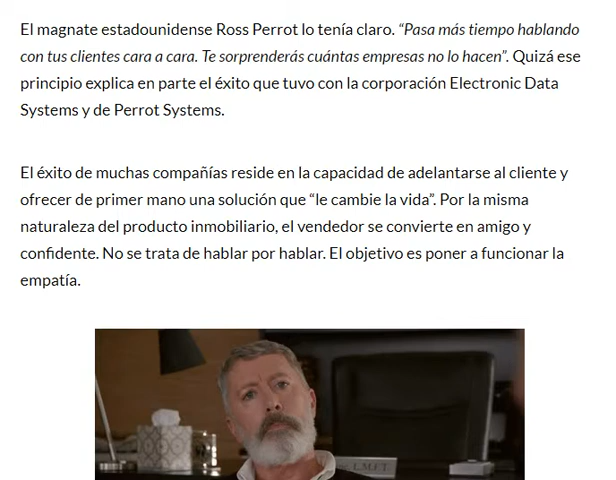 El magnate estadounidense Ross Perrot lo tenía claro. “Pasa más tiempo hablando
con tus clientes cara a cara. Te sorprenderás cuántas empresas no lo hacen”. Quizá ese
principio explica en parte el éxito que tuvo con la corporación Electronic Data
Systems y de Perrot Systems.
El éxito de muchas compañías reside en la capacidad de adelantarse al cliente y
ofrecer de primer mano una solución que “le cambie la vida”. Por la misma
naturaleza del producto inmobiliario, el vendedor se convierte en amigo y
confidente. No se trata de hablar por hablar. El objetivo es poner a funcionar la
empatía.
L.M.F.T.